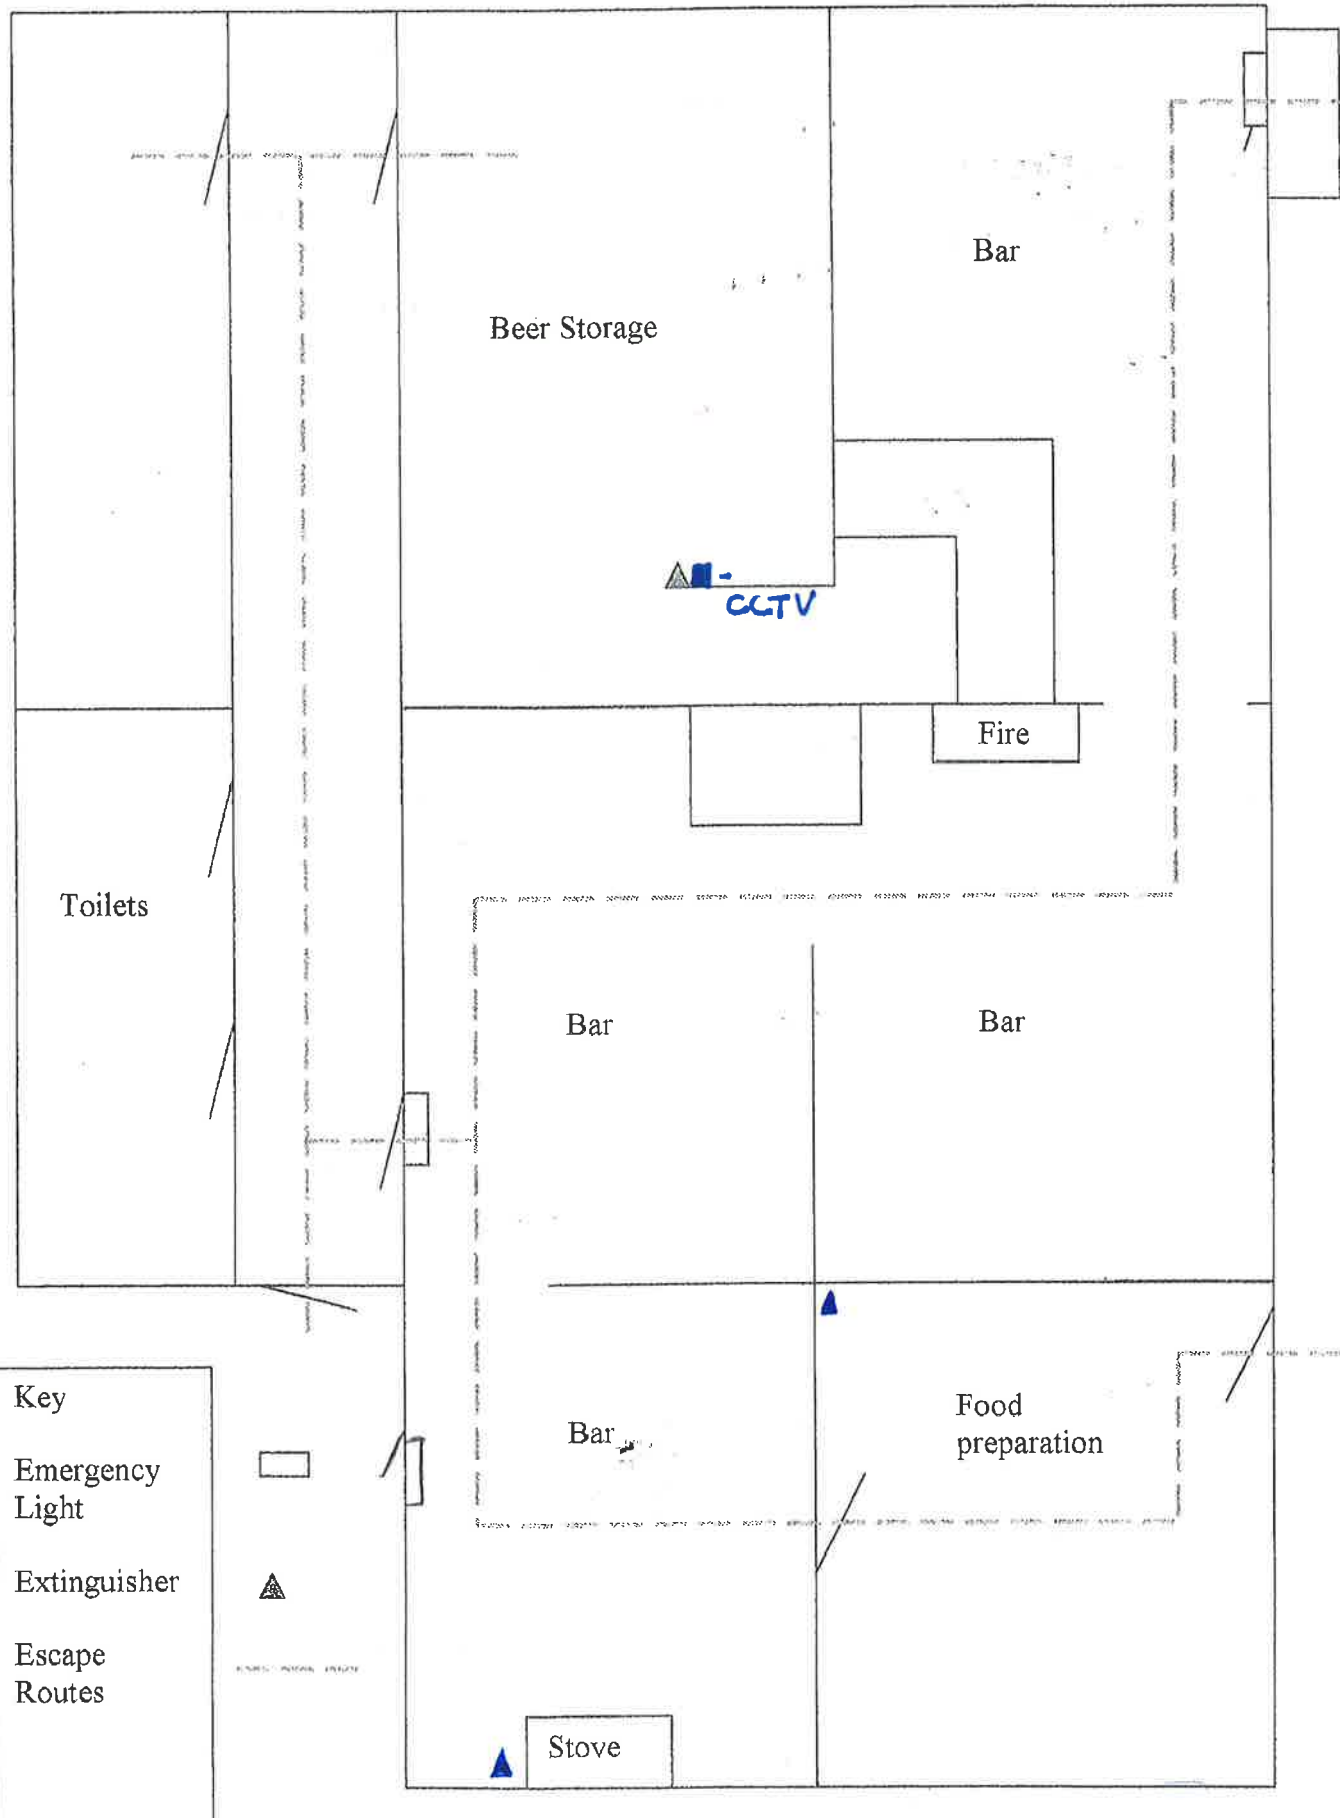 Bar
Beer Storage
CCTV
Fire
Toilets
Bar
Bar
Key
Emergency
Light
Extinguisher
Escape
Routes
Bar
Food
preparation
Stove